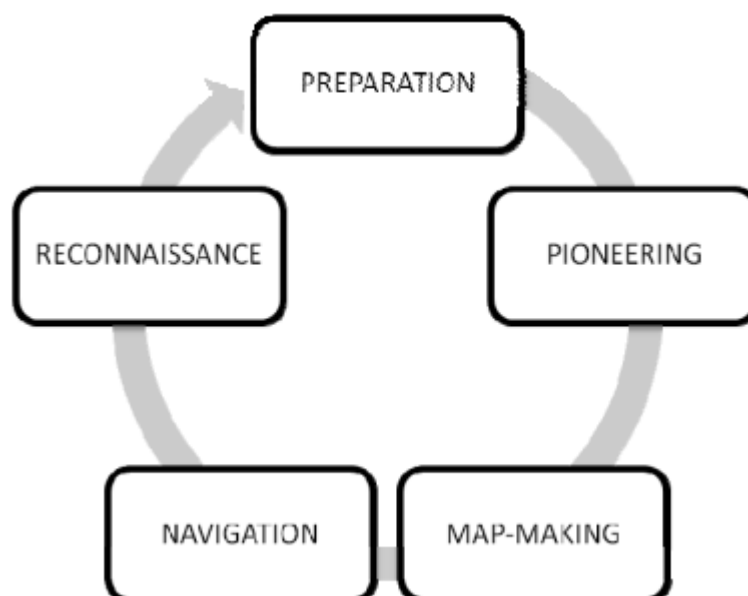 PREPARATION
PIONEERING
MAP-MAKING
NAVIGATION
RECONNAISSANCE